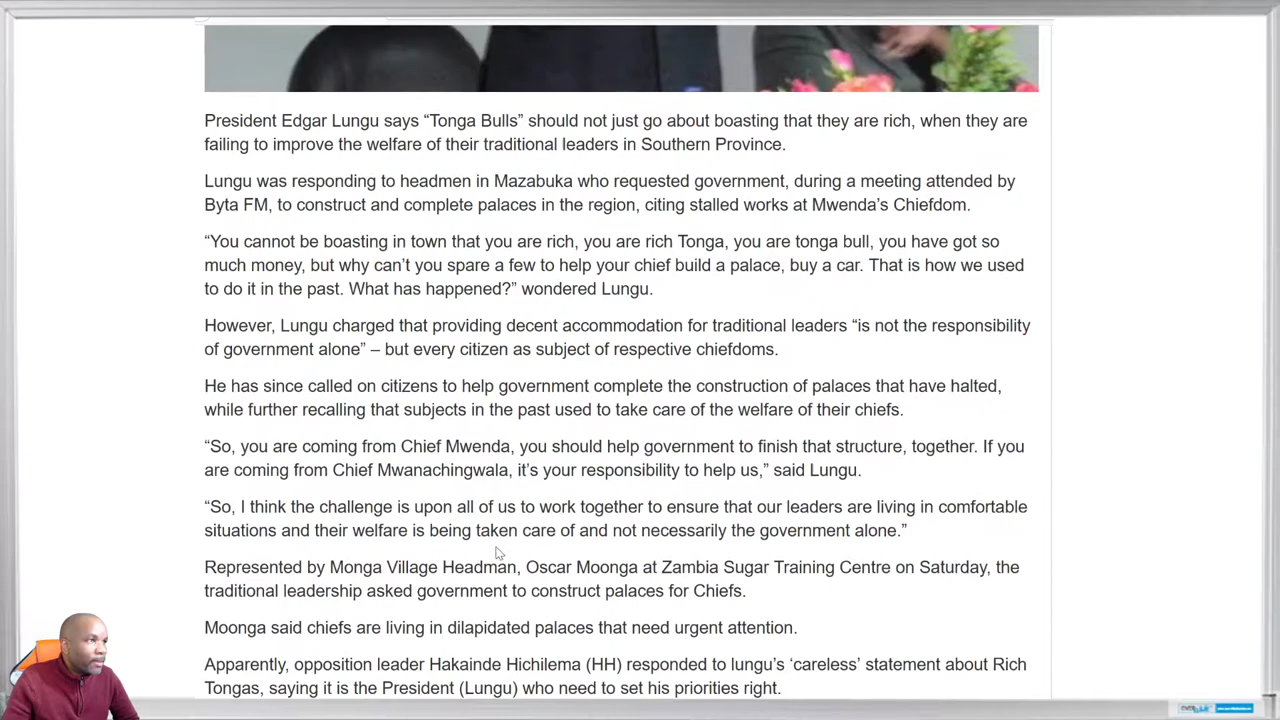 President Edgar Lungu says “Tonga Bulls” should not just go about boasting that they are rich, when they are
failing to improve the welfare of their traditional leaders in Southern Province.
Lungu was responding to headmen in Mazabuka who requested government, during a meeting attended by
Byta FM, to construct and complete palaces in the region, citing stalled works at Mwenda’s Chiefdom.
“You cannot be boasting in town that you are rich, you are rich Tonga, you are tonga bull, you have got so
much money, but why can’t you spare a few to help your chief build a palace, buy a car. That is how we used
to do it in the past. What has happened?” wondered Lungu.
However, Lungu charged that providing decent accommodation for traditional leaders “is not the responsibility
of government alone” – but every citizen as subject of respective chiefdoms.
He has since called on citizens to help government complete the construction of palaces that have halted,
while further recalling that subjects in the past used to take care of the welfare of their chiefs.
“So, you are coming from Chief Mwenda, you should help government to finish that structure, together. If you
are coming from Chief Mwanachingwala, it’s your responsibility to help us,” said Lungu.
“So, I think the challenge is upon all of us to work together to ensure that our leaders are living in comfortable
situations and their welfare is being taken care of and not necessarily the government alone.”
Represented by Monga Village Headman, Oscar Moonga at Zambia Sugar Training Centre on Saturday, the
traditional leadership asked government to construct palaces for Chiefs.
Moonga said chiefs are living in dilapidated palaces that need urgent attention.
Apparently, opposition leader Hakainde Hichilema (HH) responded to lungu’s ‘careless’ statement about Rich
Tongas, saying it is the President (Lungu) who need to set his priorities right.